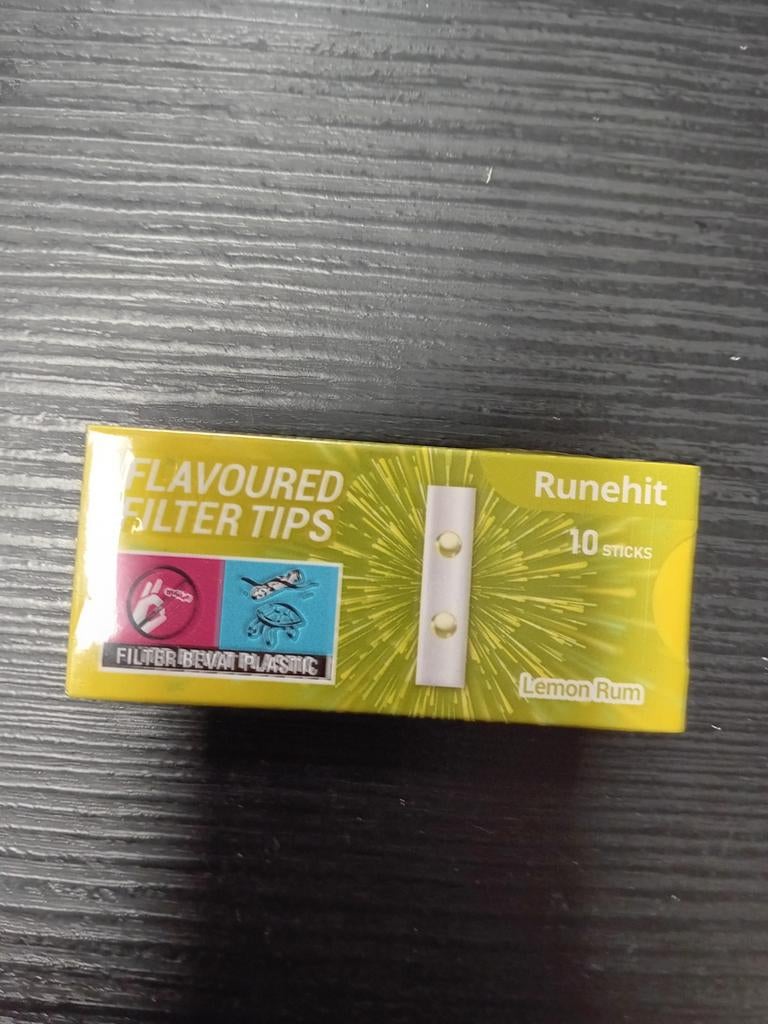 FLAVOURED
FILTER TIPS
FILTER BEVAT PLASTIC
Runehit
10 STICKS
Lemon Rum